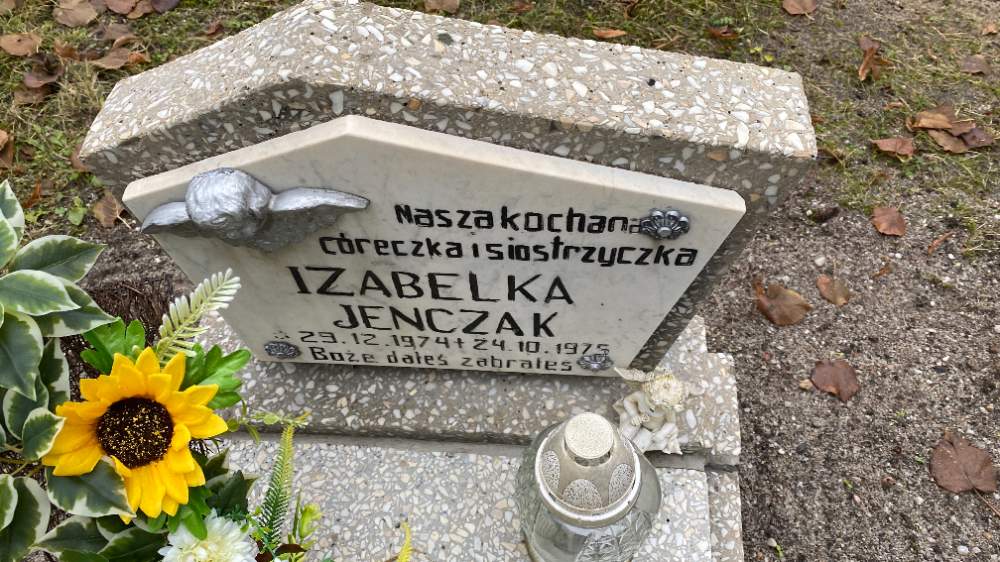 Nasza kochana
córeczka i siostrzyczka
IZABELKA
JENCZAK
* 29.12.1974 + 24.10.1975
Boże dałeś zabrałeś